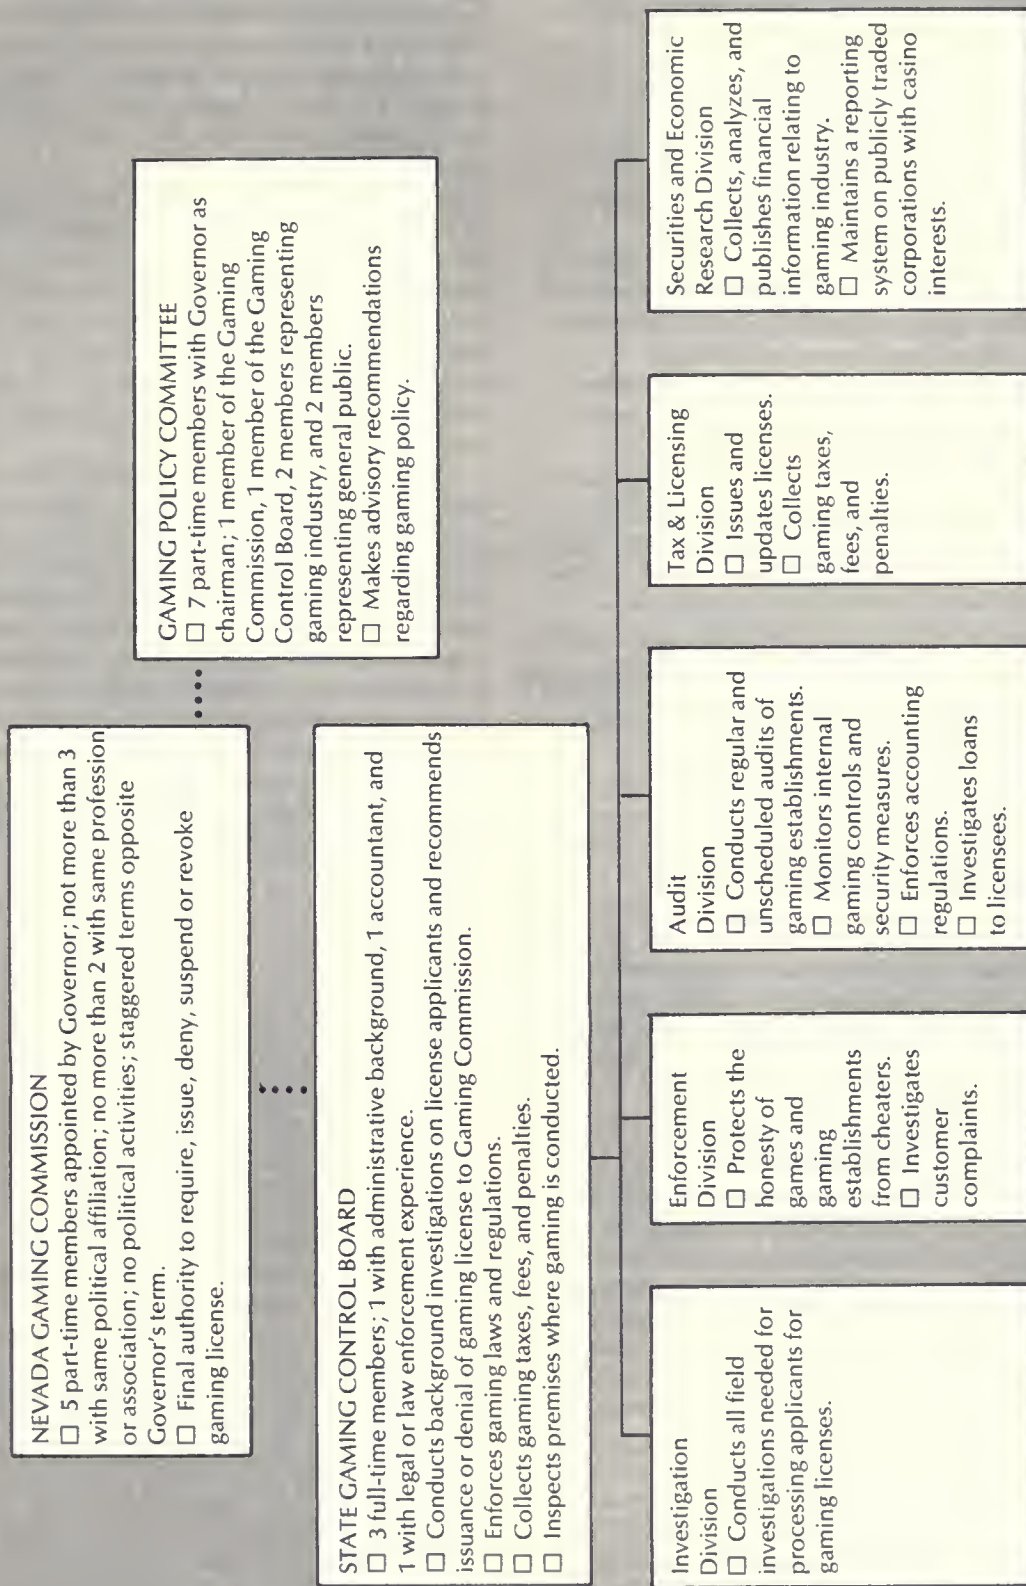 NEVADA GAMING COMMISSION
□ 5 part-time members appointed by Governor; not more than 3
with same political affiliation; no more than 2 with same profession
or association; no political activities; staggered terms opposite
Governor's term.
□ Final authority to require, issue, deny, suspend or revoke
gaming license.
GAMING POLICY COMMITTEE
□ 7 part-time members with Governor as
chairman; 1 member of the Gaming
Commission, 1 member of the Gaming
Control Board, 2 members representing
gaming industry, and 2 members
representing general public.
□ Makes advisory recommendations
regarding gaming policy.
STATE GAMING CONTROL BOARD
□ 3 full-time members; 1 with administrative background, 1 accountant, and
1 with legal or law enforcement experience.
□ Conducts background investigations on license applicants and recommends
issuance or denial of gaming license to Gaming Commission.
□ Enforces gaming laws and regulations.
□ Collects gaming taxes, fees, and penalties.
□ Inspects premises where gaming is conducted.
Investigation
Division
□ Conducts all field
investigations needed for
processing applicants for
gaming licenses.
Enforcement
Division
□ Protects the
honesty of
games and
gaming
establishments
from cheaters.
□ Investigates
customer
complaints.
Audit
Division
□ Conducts regular and
unscheduled audits of
gaming establishments.
□ Monitors internal
gaming controls and
security measures.
□ Enforces accounting
regulations.
□ Investigates loans
to licensees.
Tax & Licensing
Division
□ Issues and
updates licenses.
□ Collects
gaming taxes,
fees, and
penalties.
Securities and Economic
Research Division
□ Collects, analyzes, and
publishes financial
information relating to
gaming industry.
□ Maintains a reporting
system on publicly traded
corporations with casino
interests.